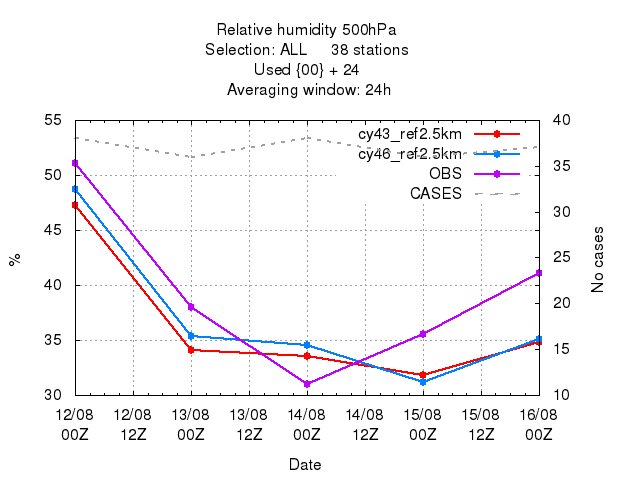 Relative humidity 500hPa
Selection: ALL 38 stations
Used {00} + 24
Averaging window: 24h
cy43_ref2.5km
cy46_ref2.5km
OBS
CASES
55
50
45
40
35
30
%
40
35
30
25
20
15
10
No cases
12/08 12/08 13/08 13/08 14/08 14/08 15/08 15/08 16/08
00Z 12Z 00Z 12Z 00Z 12Z 00Z 12Z 00Z
Date